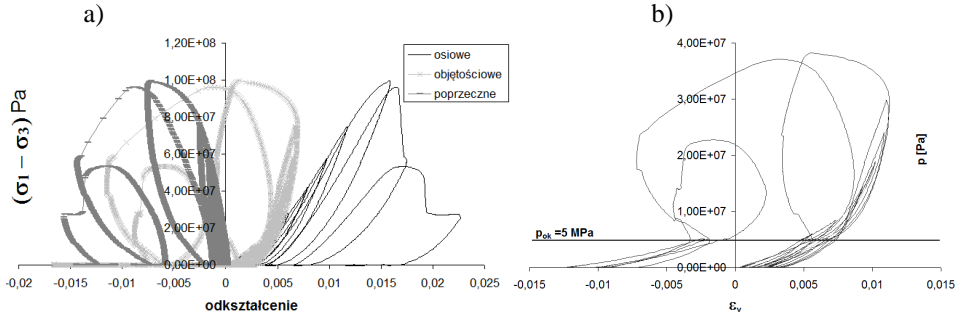 a)
b)
(σ₁ – σ₃) Pa
1,20E+08
1,00E+08
8,00E+07
6,00E+07
4,00E+07
2,00E+07
0,00E+00
-0,02 -0,015 -0,01 -0,005 0 0,005 0,01 0,015 0,02 0,025
odkształcenie
osiowe
objętościowe
poprzeczne
4,00E+07
3,00E+07
2,00E+07
1,00E+07
0,00E+00
p [Pa]
pok =5 MPa
-0,015 -0,01 -0,005 0 0,005 0,01 0,015
εv